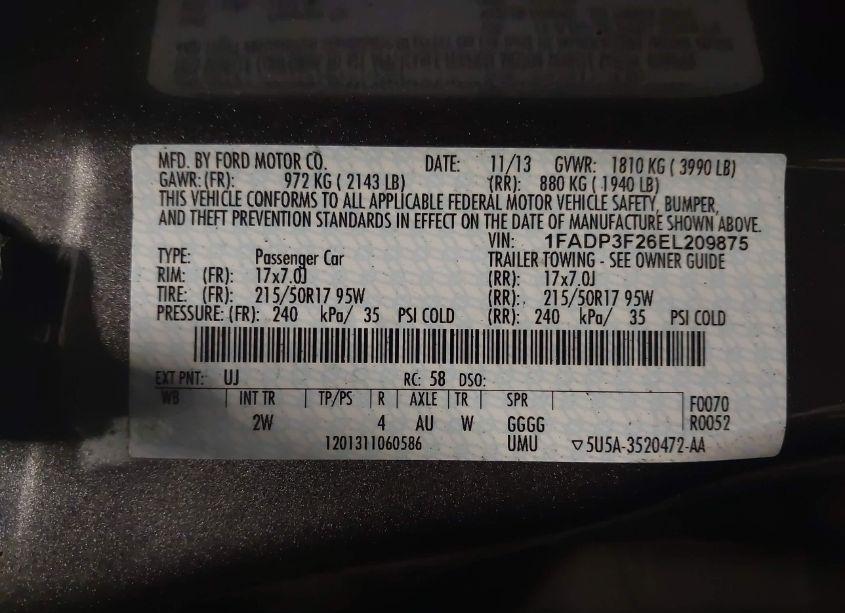 MFD. BY FORD MOTOR CO. DATE: 11/13 GVWR: 1810 KG ( 3990 LB)
GAWR: (FR): 972 KG ( 2143 LB) (RR): 880 KG ( 1940 LB)
THIS VEHICLE CONFORMS TO ALL APPLICABLE FEDERAL MOTOR VEHICLE SAFETY, BUMPER,
AND THEFT PREVENTION STANDARDS IN EFFECT ON THE DATE OF MANUFACTURE SHOWN ABOVE.
VIN: 1FADP3F26EL209875
TYPE: Passenger Car TRAILER TOWING - SEE OWNER GUIDE
RIM: (FR): 17x7.0J (RR): 17x7.0J
TIRE: (FR): 215/50R17 95W (RR): 215/50R17 95W
PRESSURE: (FR): 240 kPa/ 35 PSI COLD (RR): 240 kPa/ 35 PSI COLD
EXT PNT: UJ RC: 58 DSO:
WB INT TR TP/PS R AXLE TR SPR F0070
2W 4 AU W GGGG R0052
1201311060586 UMU ▽5U5A-3520472-AA